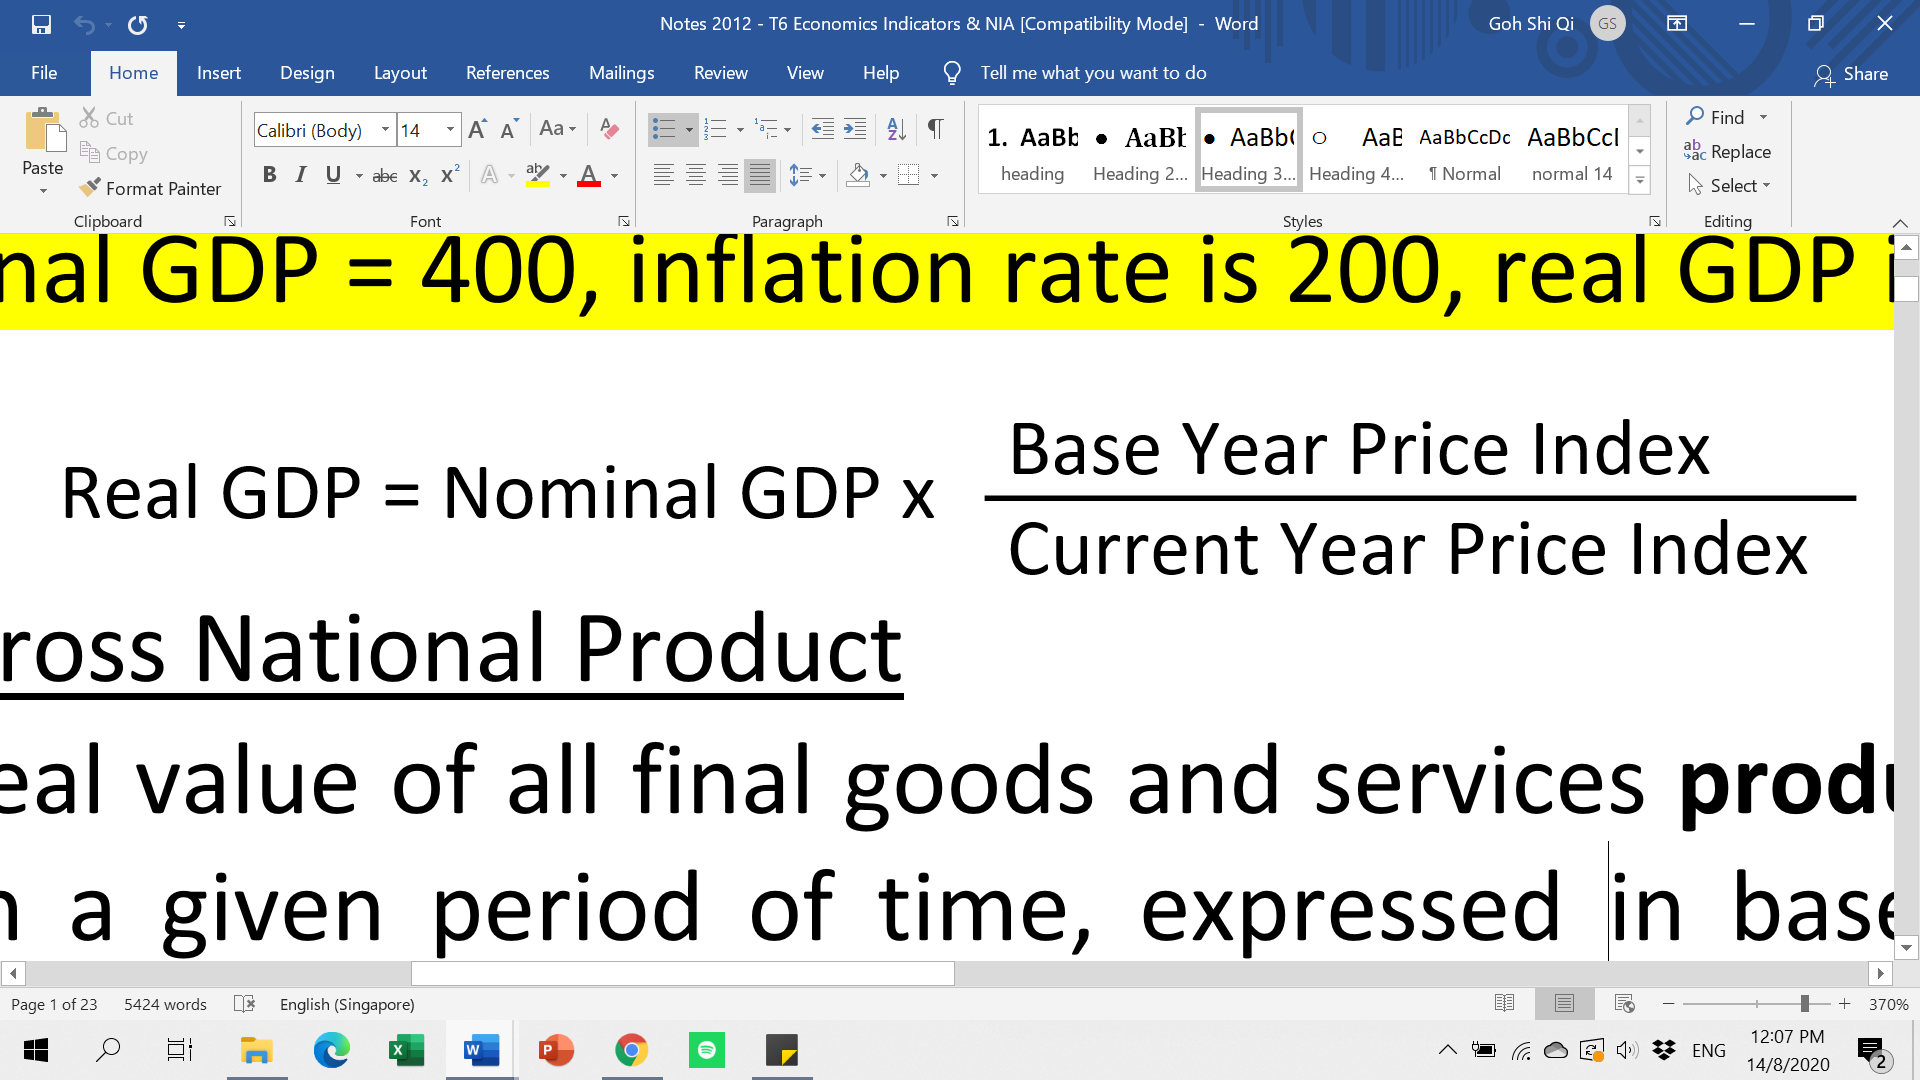 Notes 2012 - T6 Economics Indicators & NIA [Compatibility Mode] - Word
Goh Shi Qi GS
File Home Insert Design Layout References Mailings Review View Help Tell me what you want to do Share
Paste Cut Copy Format Painter
Clipboard
Calibri (Body) 14
Font
Paragraph
1. AaBb AaBb AaBb( AaB AaBbCcDc AaBbCcI
heading Heading 2... Heading 3... Heading 4... ¶ Normal normal 14
Styles
Find
Replace
Select
Editing
nal GDP = 400, inflation rate is 200, real GDP i
Base Year Price Index
Real GDP = Nominal GDP x
Current Year Price Index
ross National Product
eal value of all final goods and services produ
n a given period of time, expressed in base
Page 1 of 23 5424 words English (Singapore) 370%
ENG 12:07 PM
14/8/2020 2